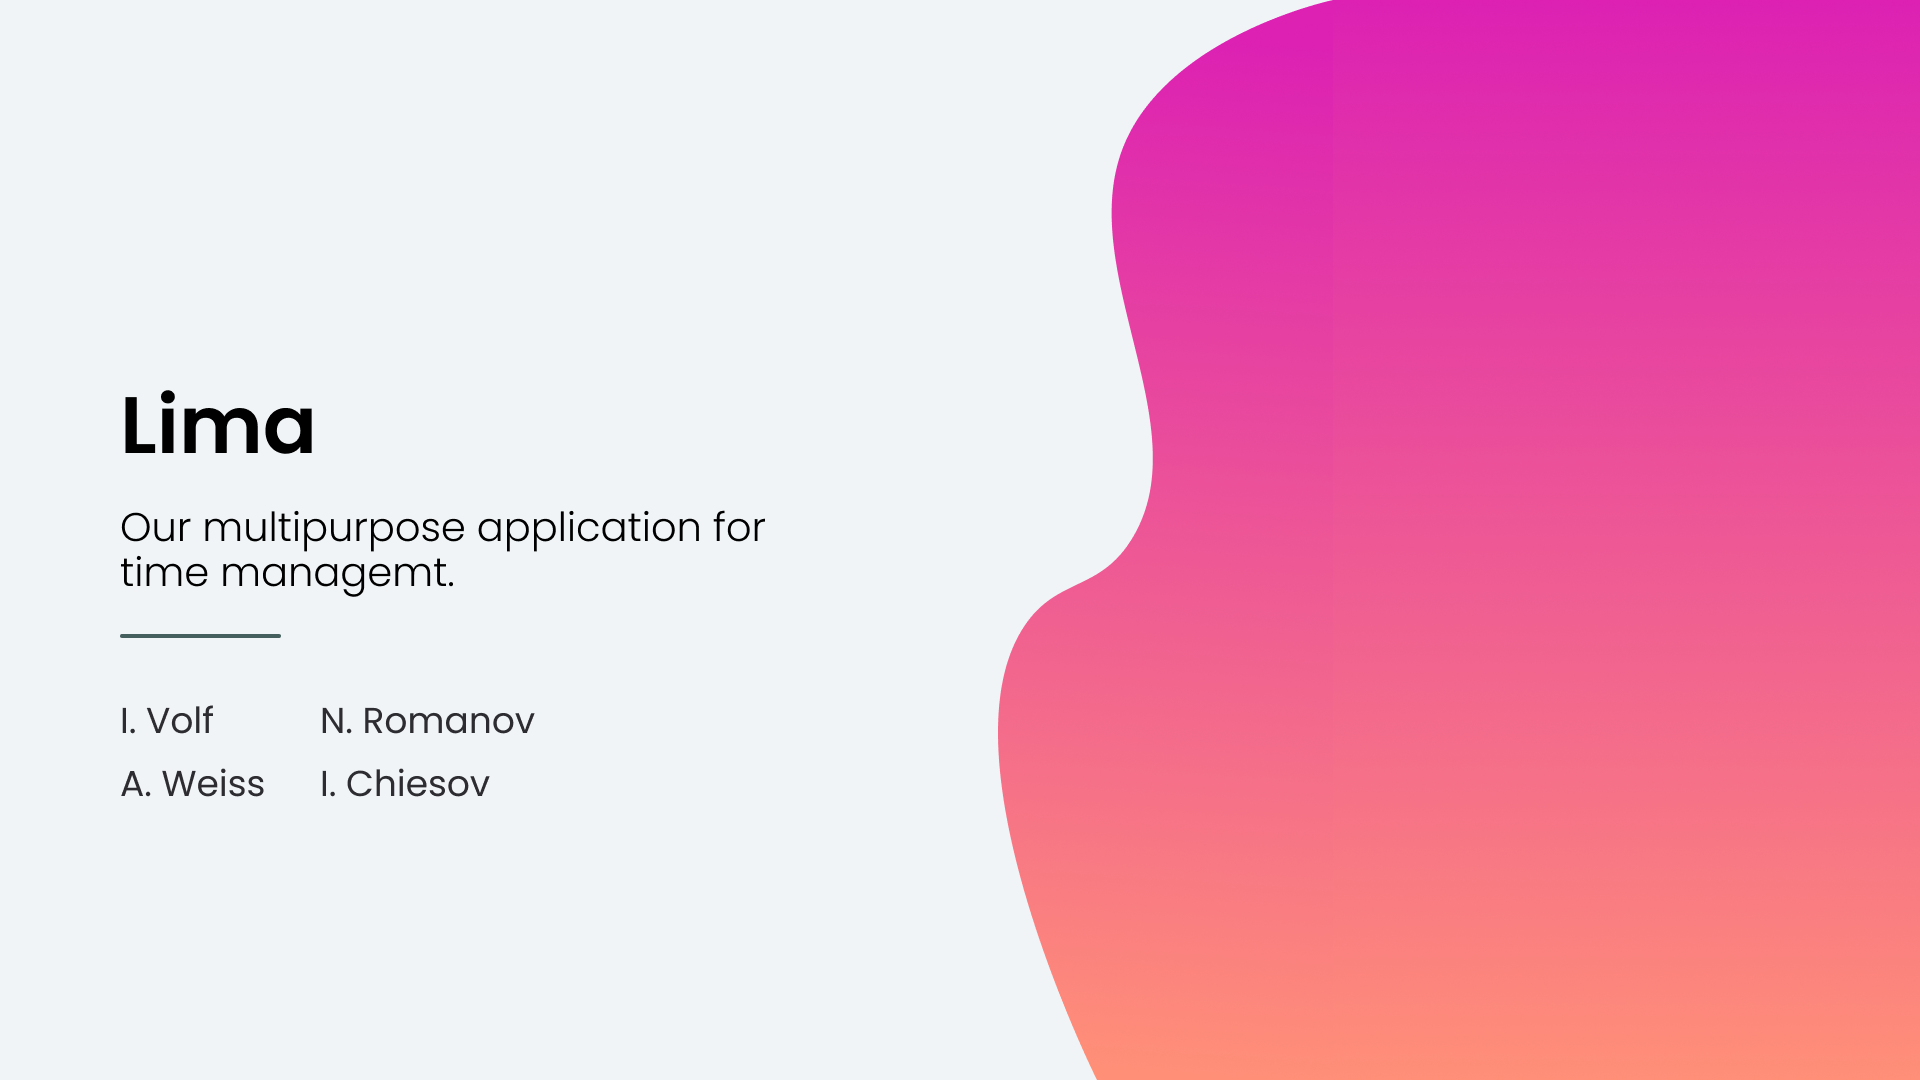 Lima
Our multipurpose application for
time managemt.
I. Volf N. Romanov
A. Weiss I. Chiesov